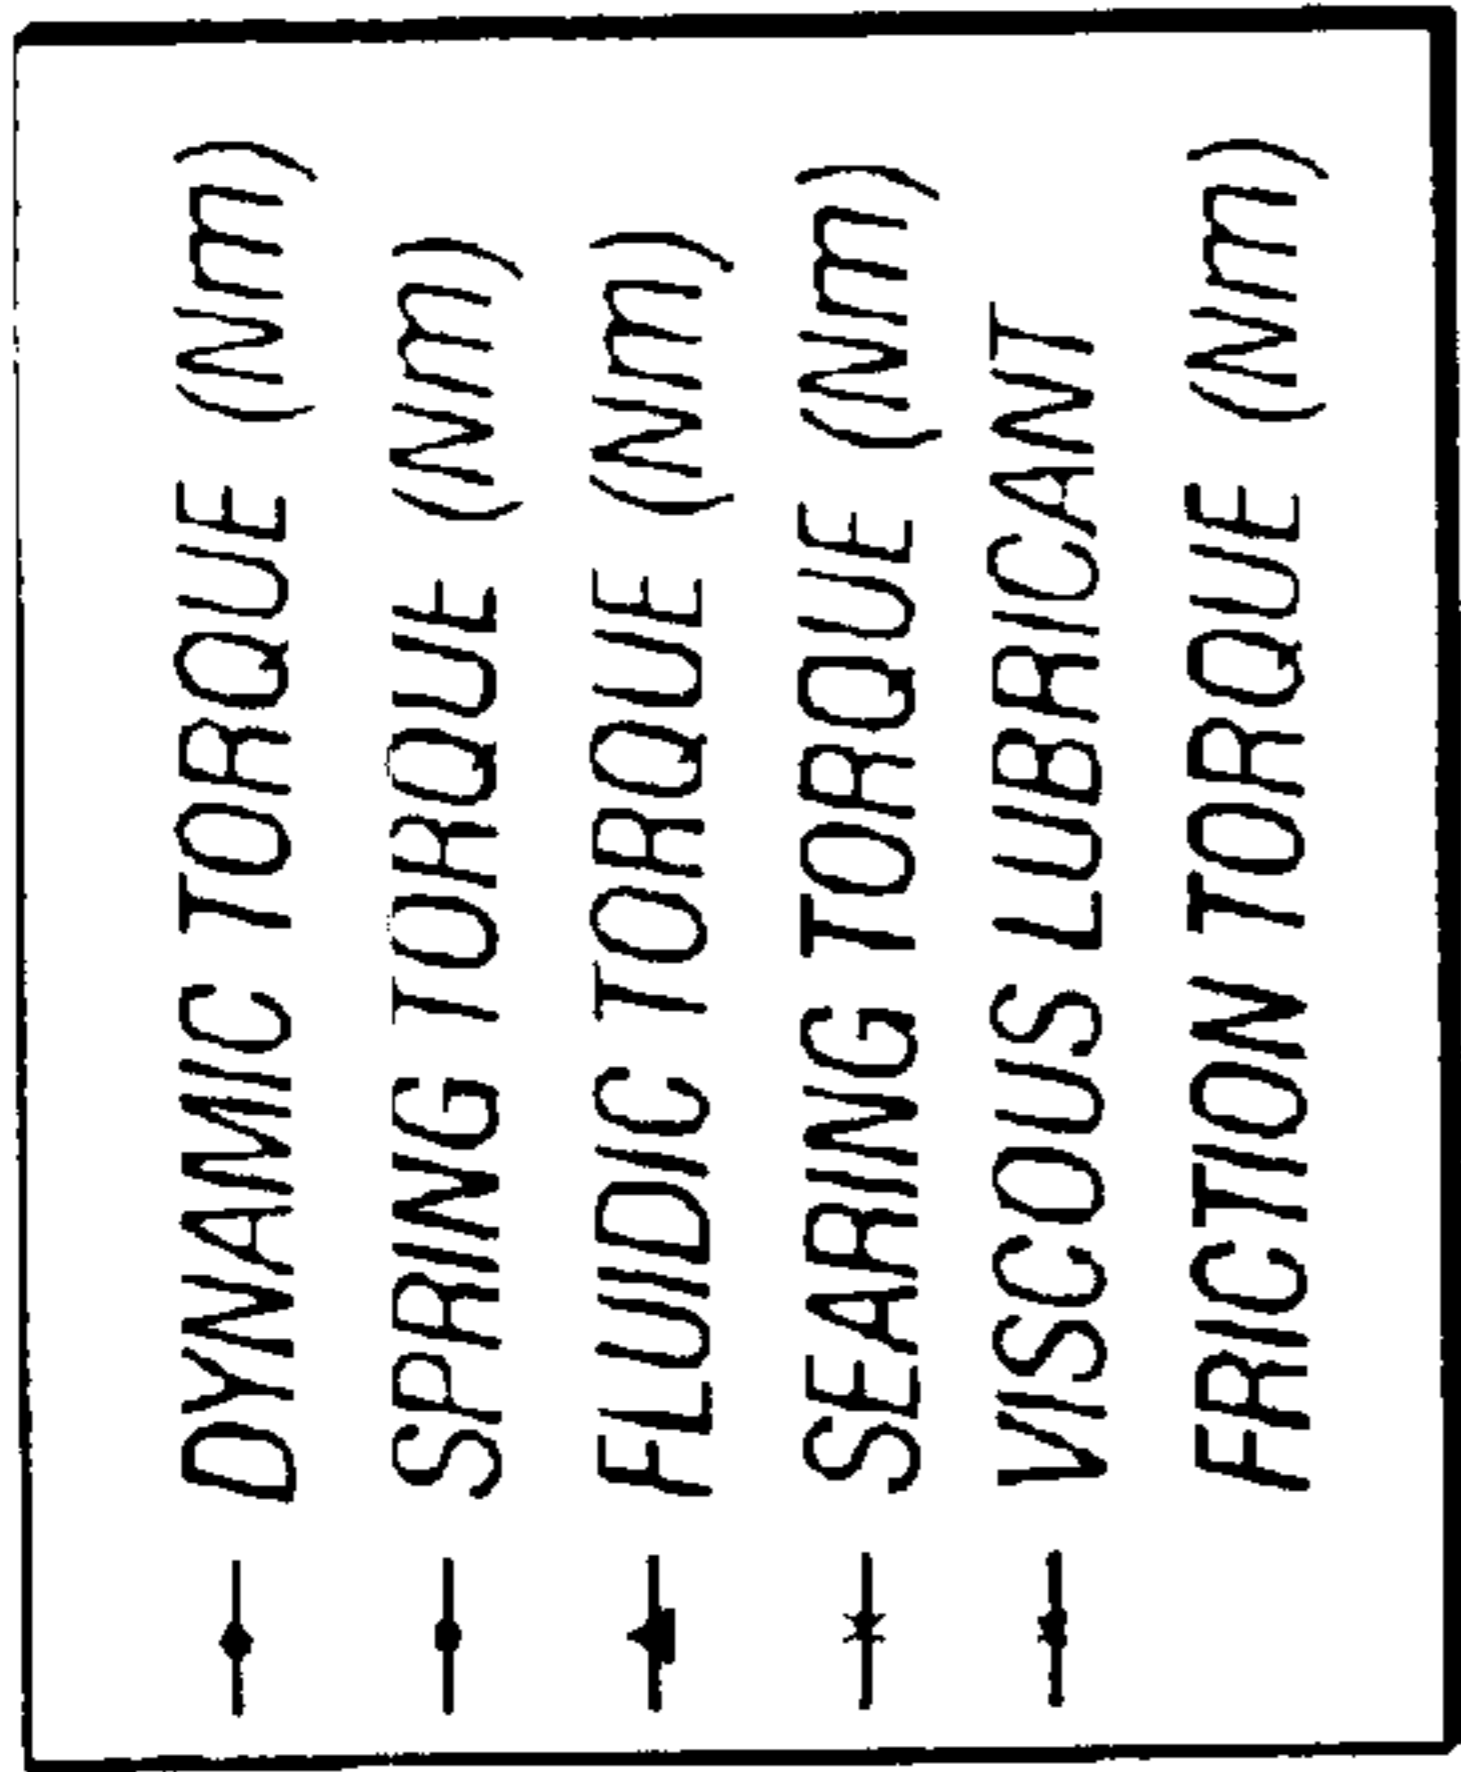 DYNAMIC TORQUE (Nm)
SPRING TORQUE (Nm)
FLUIDIC TORQUE (Nm)
SEARING TORQUE (Nm)
VISCOUS LUBRICANT
FRICTION TORQUE (Nm)